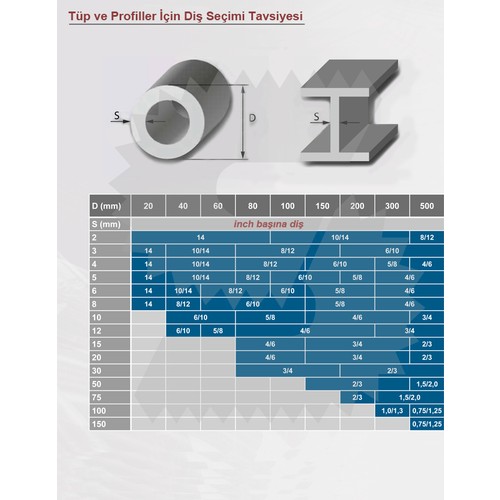 Tüp ve Profiller İçin Diş Seçimi Tavsiyesi
S D S
D (mm) 20 40 60 80 100 150 200 300 500
S (mm) inch başına diş
2 14 10/14 8/12
3 14 10/14 8/12 6/10
4 14 10/14 8/12 6/10 5/8 4/6
5 14 10/14 8/12 6/10 5/8 4/6
6 14 10/14 8/12 6/10 5/8 4/6
8 14 8/12 6/10 5/8 4/6
10 6/10 5/8 4/6 3/4
12 6/10 5/8 4/6 3/4
15 4/6 3/4 2/3
20 4/6 3/4 2/3
30 3/4 2/3
50 2/3 1,5/2,0
75 2/3 1,5/2,0
100 1,0/1,3 0,75/1,25
150 0,75/1,25